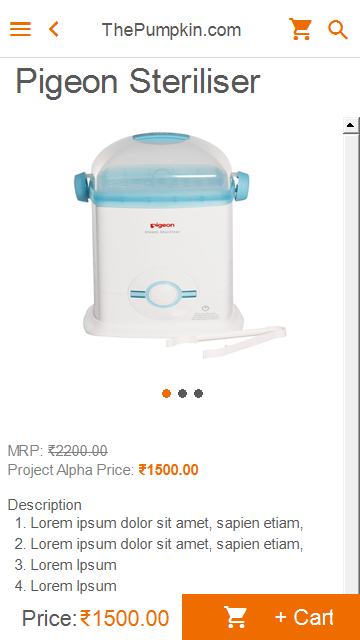 ThePumpkin.com
Pigeon Steriliser
pigeon
Steam Steriliser
MRP: ₹2200.00
Project Alpha Price: ₹1500.00
Description
1. Lorem ipsum dolor sit amet, sapien etiam,
2. Lorem ipsum dolor sit amet, sapien etiam,
3. Lorem Ipsum
4. Lorem Ipsum
Price: ₹1500.00
+ Cart